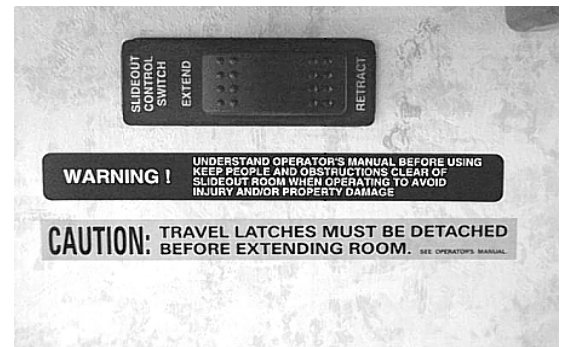 SLIDEOUT
CONTROL
SWITCH
EXTEND
RETRACT
WARNING !
UNDERSTAND OPERATOR'S MANUAL BEFORE USING
KEEP PEOPLE AND OBSTRUCTIONS CLEAR OF
SLIDEOUT ROOM WHEN OPERATING TO AVOID
INJURY AND/OR PROPERTY DAMAGE
CAUTION:
TRAVEL LATCHES MUST BE DETACHED
BEFORE EXTENDING ROOM. SEE OPERATOR'S MANUAL